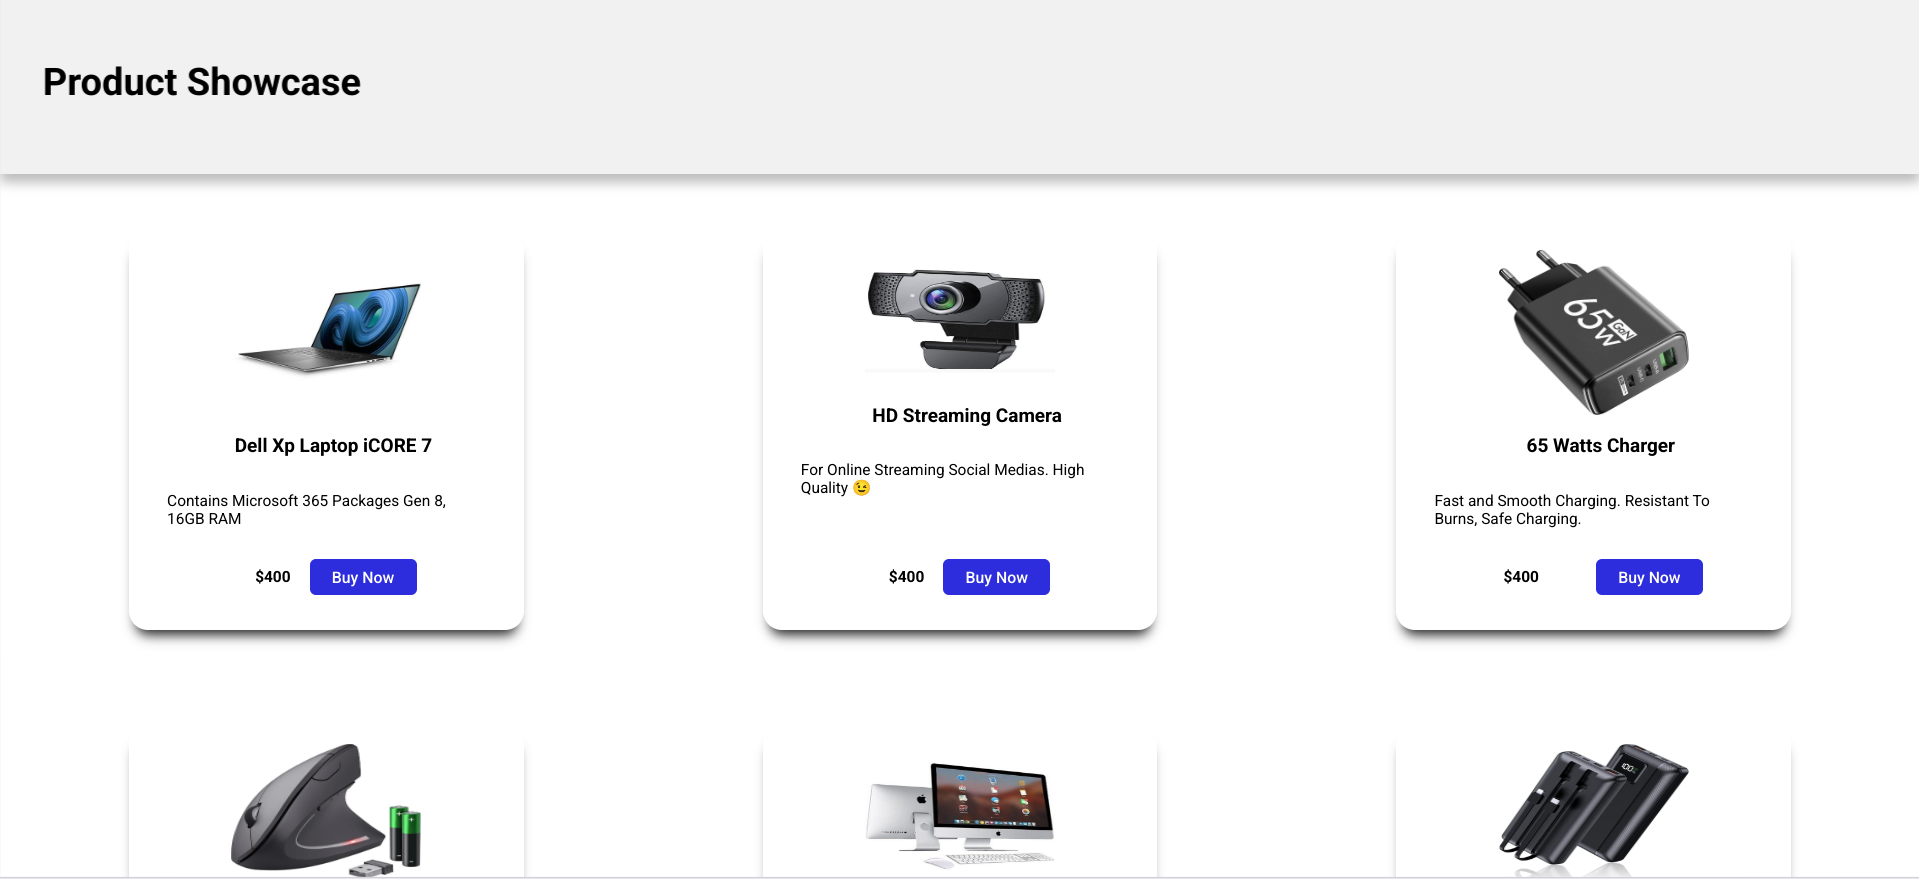 Product Showcase
65W
GaN
Dell Xp Laptop iCORE 7
Contains Microsoft 365 Packages Gen 8,
16GB RAM
$400
Buy Now
HD Streaming Camera
For Online Streaming Social Medias. High
Quality 😉
$400
Buy Now
65 Watts Charger
Fast and Smooth Charging. Resistant To
Burns, Safe Charging.
$400
Buy Now
100